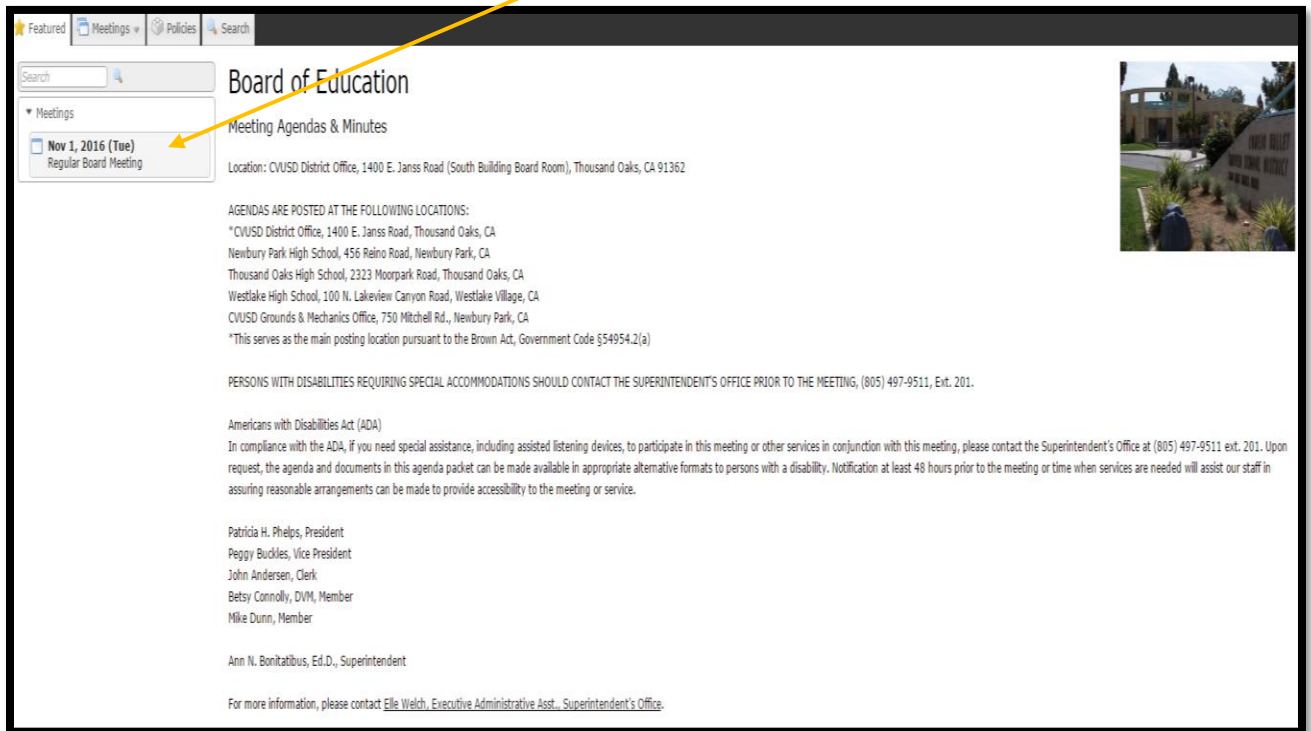 Featured Meetings Policies Search
Search
Meetings
Nov 1, 2016 (Tue)
Regular Board Meeting
Board of Education
Meeting Agendas & Minutes
Location: CVUSD District Office, 1400 E. Janss Road (South Building Board Room), Thousand Oaks, CA 91362
AGENDAS ARE POSTED AT THE FOLLOWING LOCATIONS:
*CVUSD District Office, 1400 E. Janss Road, Thousand Oaks, CA
Newbury Park High School, 456 Reino Road, Newbury Park, CA
Thousand Oaks High School, 2323 Moorpark Road, Thousand Oaks, CA
Westlake High School, 100 N. Lakeview Canyon Road, Westlake Village, CA
CVUSD Grounds & Mechanics Office, 750 Mitchell Rd., Newbury Park, CA
*This serves as the main posting location pursuant to the Brown Act, Government Code §54954.2(a)
PERSONS WITH DISABILITIES REQUIRING SPECIAL ACCOMMODATIONS SHOULD CONTACT THE SUPERINTENDENT'S OFFICE PRIOR TO THE MEETING, (805) 497-9511, Ext. 201.
Americans with Disabilities Act (ADA)
In compliance with the ADA, if you need special assistance, including assisted listening devices, to participate in this meeting or other services in conjunction with this meeting, please contact the Superintendent's Office at (805) 497-9511 ext. 201. Upon
request, the agenda and documents in this agenda packet can be made available in appropriate alternative formats to persons with a disability. Notification at least 48 hours prior to the meeting or time when services are needed will assist our staff in
assuring reasonable arrangements can be made to provide accessibility to the meeting or service.
Patricia H. Phelps, President
Peggy Buckles, Vice President
John Andersen, Clerk
Betsy Connolly, DVM, Member
Mike Dunn, Member
Ann N. Bonitatibus, Ed.D., Superintendent
For more information, please contact Elle Welch, Executive Administrative Asst., Superintendent's Office.